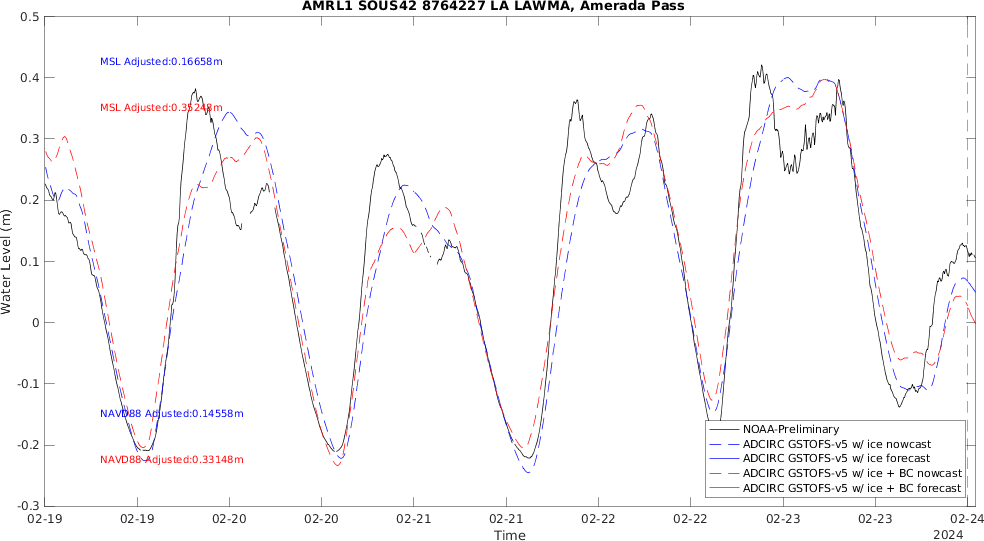 AMRL1 SOUS42 8764227 LA LAWMA, Amerada Pass
0.5
0.4
0.3
0.2
0.1
0
-0.1
-0.2
-0.3
Water Level (m)
MSL Adjusted:0.16658m
MSL Adjusted:0.35248m
NAVD88 Adjusted:0.14558m
NAVD88 Adjusted:0.33148m
NOAA-Preliminary
ADCIRC GSTOFS-v5 w/ ice nowcast
ADCIRC GSTOFS-v5 w/ ice forecast
ADCIRC GSTOFS-v5 w/ ice + BC nowcast
ADCIRC GSTOFS-v5 w/ ice + BC forecast
02-19 02-19 02-20 02-20 02-21 02-21 02-22 02-22 02-23 02-23 02-24
Time
2024